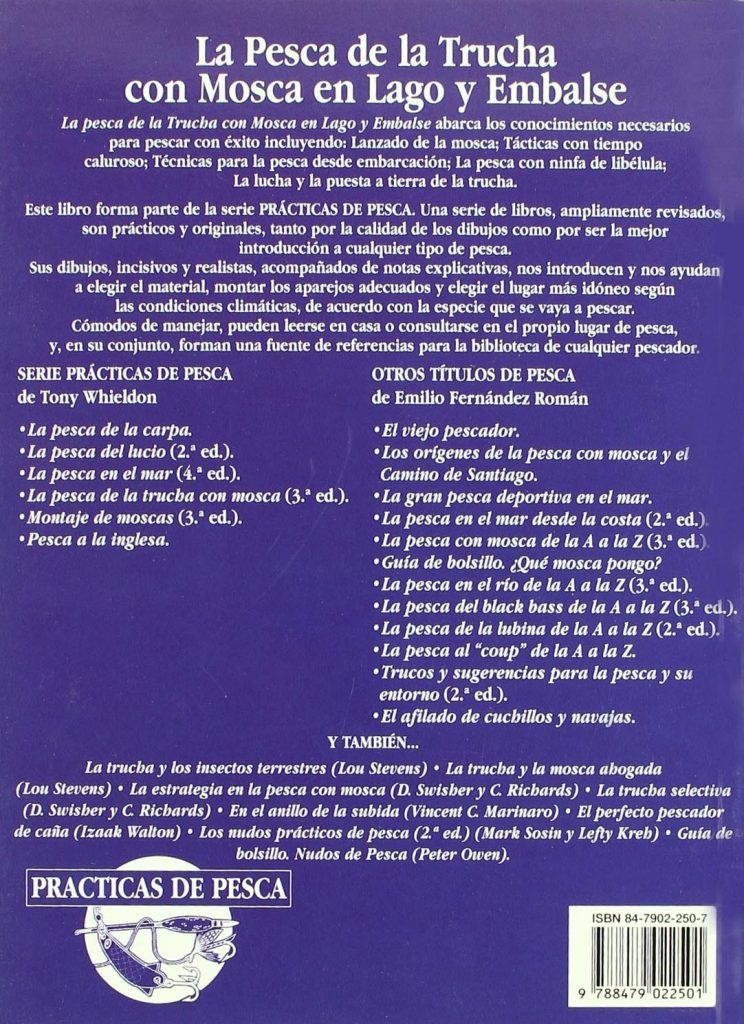 La Pesca de la Trucha
con Mosca en Lago y Embalse
La pesca de la Trucha con Mosca en Lago y Embalse abarca los conocimientos necesarios
para pescar con éxito incluyendo: Lanzado de la mosca; Tácticas con tiempo
caluroso; Técnicas para la pesca desde embarcación; La pesca con ninfa de libélula;
La lucha y la puesta a tierra de la trucha.
Este libro forma parte de la serie PRÁCTICAS DE PESCA. Una serie de libros, ampliamente revisados,
son prácticos y originales, tanto por la calidad de los dibujos como por ser la mejor
introducción a cualquier tipo de pesca.
Sus dibujos, incisivos y realistas, acompañados de notas explicativas, nos introducen y nos ayudan
a elegir el material, montar los aparejos adecuados y elegir el lugar más idóneo según
las condiciones climáticas, de acuerdo con la especie que se vaya a pescar.
Cómodos de manejar, pueden leerse en casa o consultarse en el propio lugar de pesca,
y, en su conjunto, forman una fuente de referencias para la biblioteca de cualquier pescador.
SERIE PRÁCTICAS DE PESCA
de Tony Whieldon
• La pesca de la carpa.
• La pesca del lucio (2.ª ed.).
• La pesca en el mar (4.ª ed.).
• La pesca de la trucha con mosca (3.ª ed.).
• Montaje de moscas (3.ª ed.).
• Pesca a la inglesa.
OTROS TÍTULOS DE PESCA
de Emilio Fernández Román
• El viejo pescador.
• Los orígenes de la pesca con mosca y el
Camino de Santiago.
• La gran pesca deportiva en el mar.
• La pesca en el mar desde la costa (2.ª ed.).
• La pesca con mosca de la A a la Z (3.ª ed.).
• Guía de bolsillo. ¿Qué mosca pongo?
• La pesca en el río de la A a la Z (3.ª ed.).
• La pesca del black bass de la A a la Z (3.ª ed.).
• La pesca de la lubina de la A a la Z (2.ª ed.).
• La pesca al "coup" de la A a la Z.
• Trucos y sugerencias para la pesca y su
entorno (2.ª ed.).
• El afilado de cuchillos y navajas.
Y TAMBIÉN...
La trucha y los insectos terrestres (Lou Stevens) • La trucha y la mosca ahogada
(Lou Stevens) • La estrategia en la pesca con mosca (D. Swisher y C. Richards) • La trucha selectiva
(D. Swisher y C. Richards) • En el anillo de la subida (Vincent C. Marinaro) • El perfecto pescador
de caña (Izaak Walton) • Los nudos prácticos de pesca (2.ª ed.) (Mark Sosin y Lefty Kreh) • Guía de
bolsillo. Nudos de Pesca (Peter Owen).
PRACTICAS DE PESCA
ISBN 84-7902-250-7
9 788479 022501